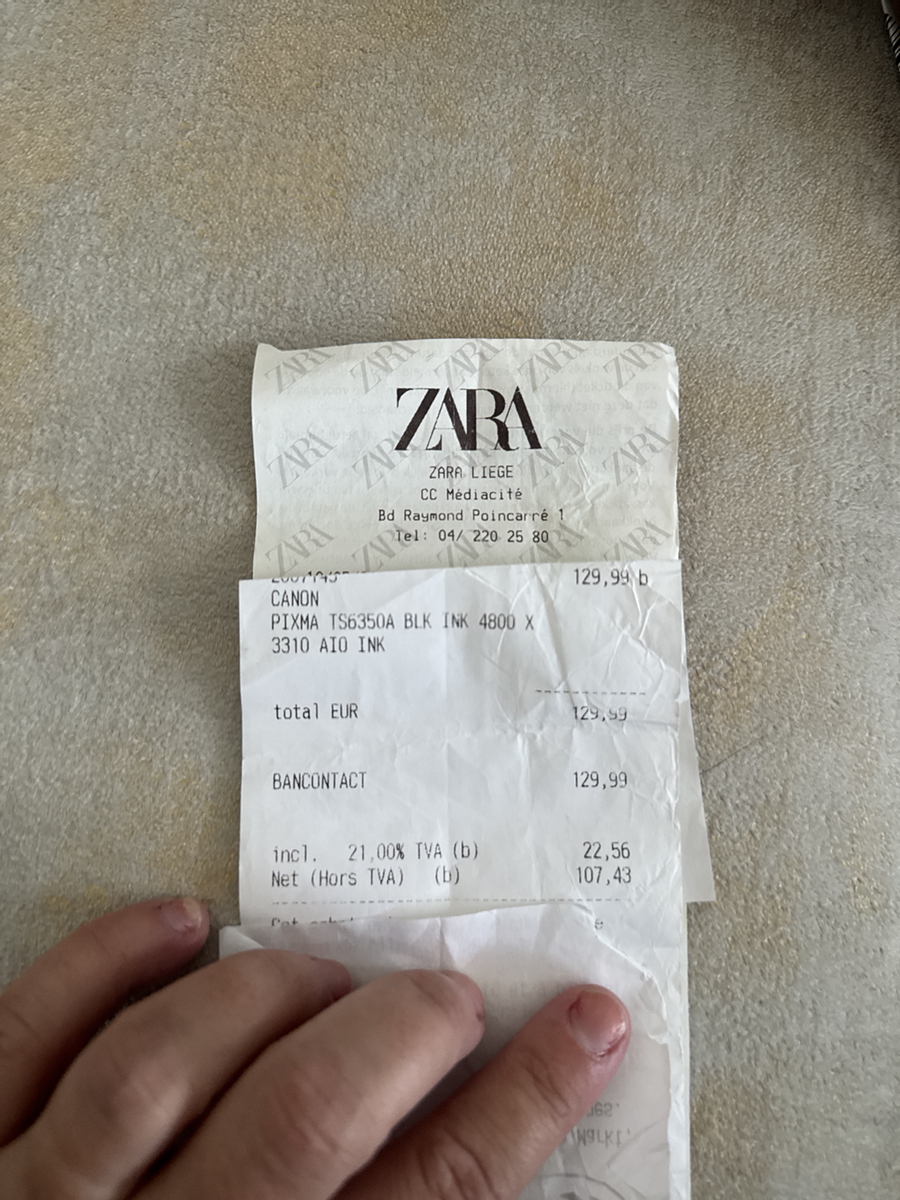 ZARA
ZARA LIEGE
CC Médiacité
Bd Raymond Poincarré 1
Tel: 04/ 220 25 80
129,99 b
CANON
PIXMA TS6350A BLK INK 4800 X
3310 AIO INK
total EUR 129,99
BANCONTACT 129,99
incl. 21,00% TVA (b) 22,56
Net (Hors TVA) (b) 107,43